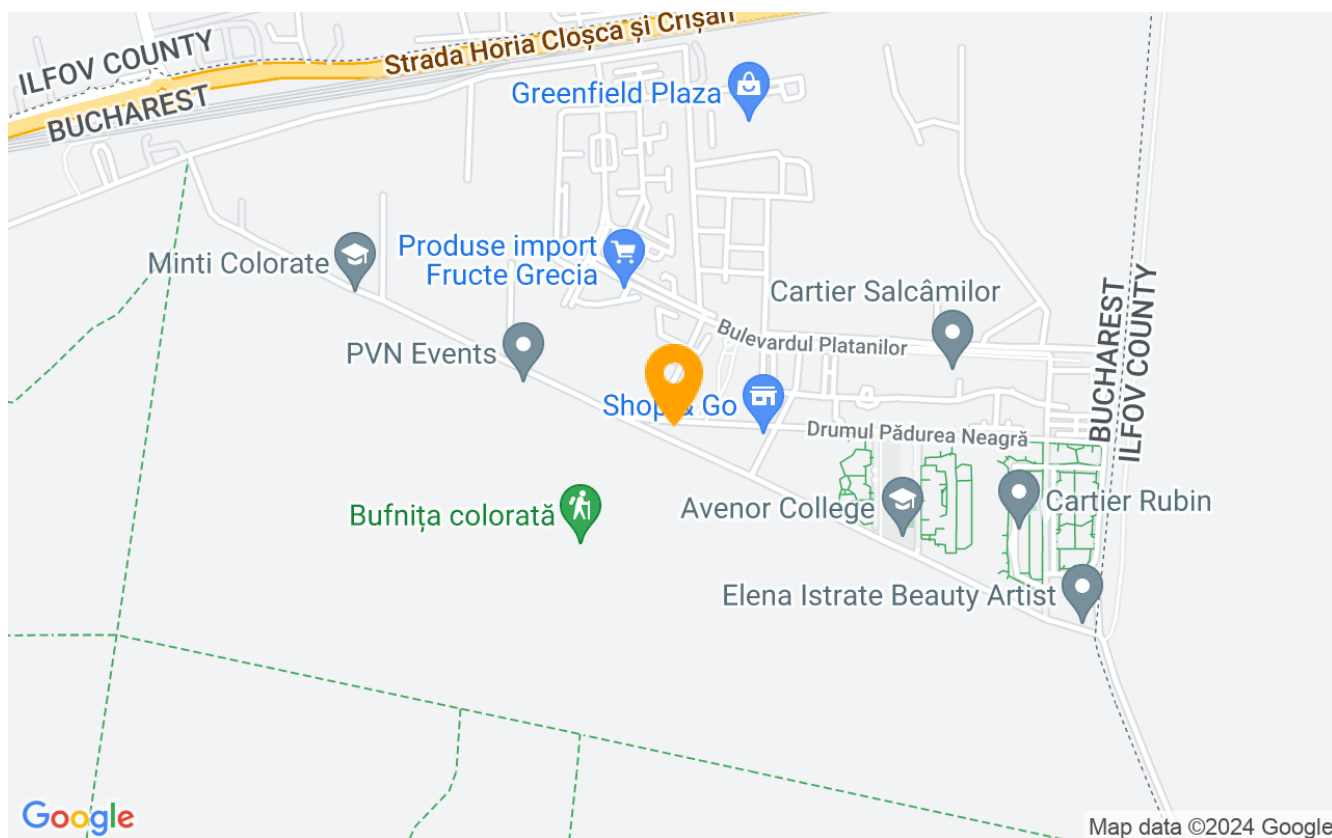 ILFOV COUNTY
BUCHAREST
Strada Horia Cloșca și Crișan
Greenfield Plaza
Minti Colorate
Produse import
Fructe Grecia
Cartier Salcâmilor
BUCHAREST
ILFOV COUNTY
Bulevardul Platanilor
PVN Events
Shop & Go
Drumul Pădurea Neagră
Bufnița colorată
Avenor College
Cartier Rubin
Elena Istrate Beauty Artist
Google
Map data ©2024 Google